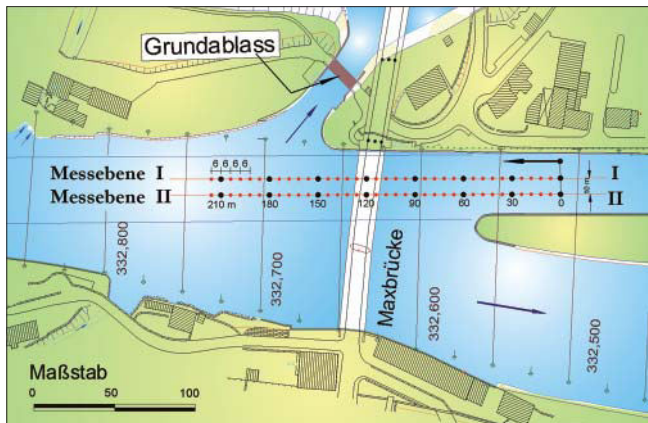 Grundablass
6 6 6 6
Messebene I
I
Messebene II
II
210 m 180 150 120 90 60 30 0
332,800
332,700
Maxbrücke
332,600
332,500
Maßstab
0 50 100